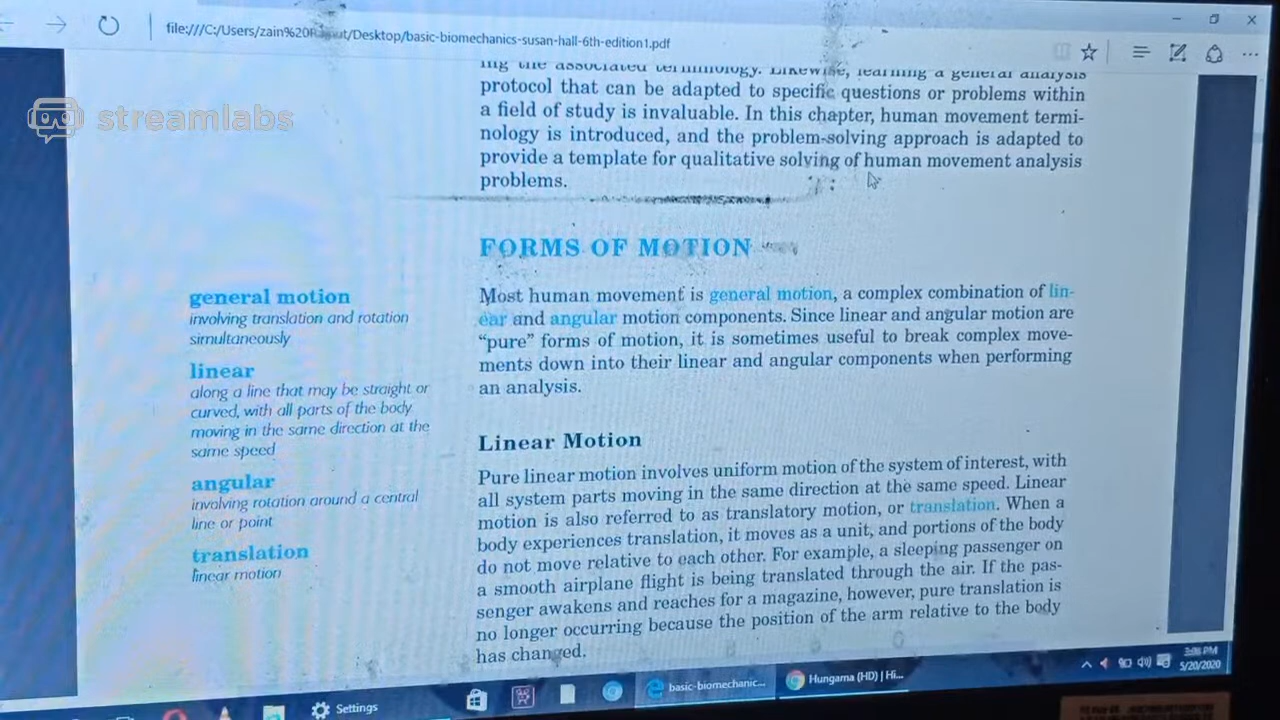 file:///C:/Users/zain%20R out/Desktop/basic-biomechanics-susan-hall-6th-edition1.pdf
streamlabs
ing the associated terminology. Likewise, learning a general analysis
protocol that can be adapted to specific questions or problems within
a field of study is invaluable. In this chapter, human movement termi-
nology is introduced, and the problem-solving approach is adapted to
provide a template for qualitative solving of human movement analysis
problems.
FORMS OF MOTION
general motion
involving translation and rotation
simultaneously
linear
along a line that may be straight or
curved, with all parts of the body
moving in the same direction at the
same speed
angular
involving rotation around a central
line or point
translation
linear motion
Most human movement is general motion, a complex combination of lin-
ear and angular motion components. Since linear and angular motion are
“pure” forms of motion, it is sometimes useful to break complex move-
ments down into their linear and angular components when performing
an analysis.
Linear Motion
Pure linear motion involves uniform motion of the system of interest, with
all system parts moving in the same direction at the same speed. Linear
motion is also referred to as translatory motion, or translation. When a
body experiences translation, it moves as a unit, and portions of the body
do not move relative to each other. For example, a sleeping passenger on
a smooth airplane flight is being translated through the air. If the pas-
senger awakens and reaches for a magazine, however, pure translation is
no longer occurring because the position of the arm relative to the body
has changed.
Settings
basic-biomechanic...
Hungama (HD) | Hi...
3:06 PM
5/20/2020